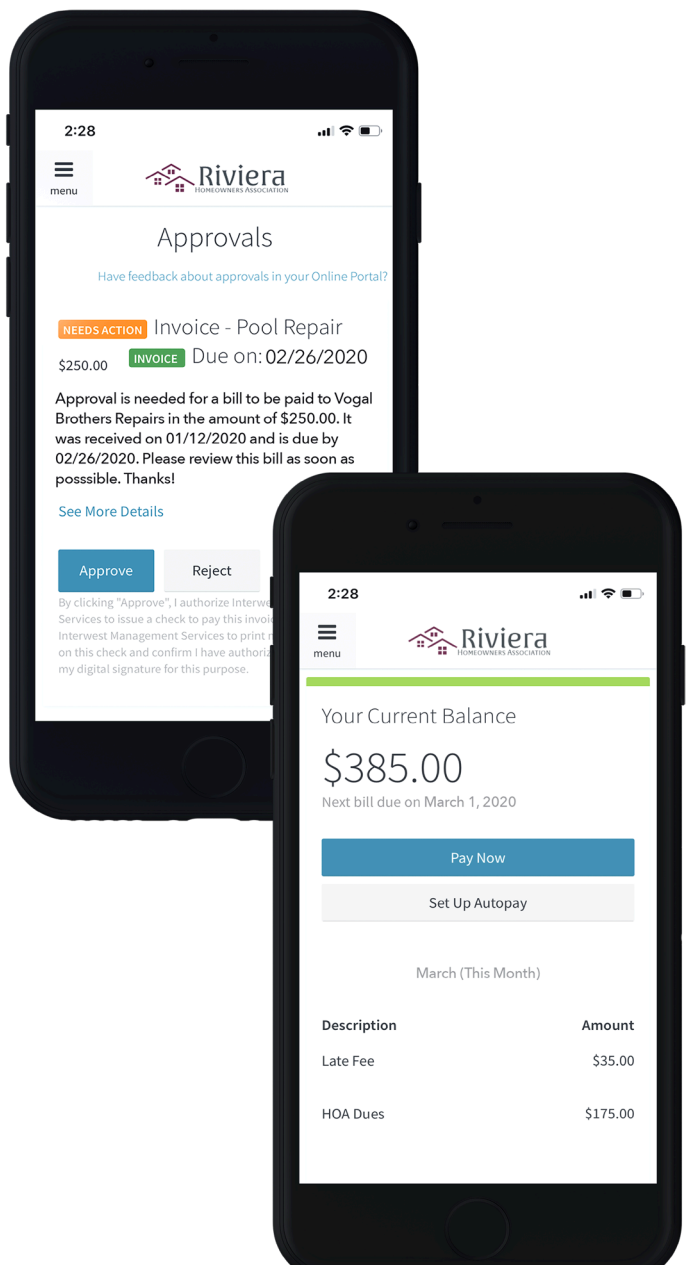 2:28
menu
Riviera
HOMEOWNERS ASSOCIATION
Approvals
Have feedback about approvals in your Online Portal?
NEEDS ACTION Invoice - Pool Repair
$250.00 INVOICE Due on: 02/26/2020
Approval is needed for a bill to be paid to Vogal
Brothers Repairs in the amount of $250.00. It
was received on 01/12/2020 and is due by
02/26/2020. Please review this bill as soon as
posssible. Thanks!
See More Details
Approve Reject
By clicking "Approve", I authorize
Services to issue a check to pay this
Interwest Management Services to print
on this check and confirm I have
my digital signature for this purpose.
2:28
menu
Riviera
HOMEOWNERS ASSOCIATION
Your Current Balance
$385.00
Next bill due on March 1, 2020
Pay Now
Set Up Autopay
March (This Month)
Description Amount
Late Fee $35.00
HOA Dues $175.00